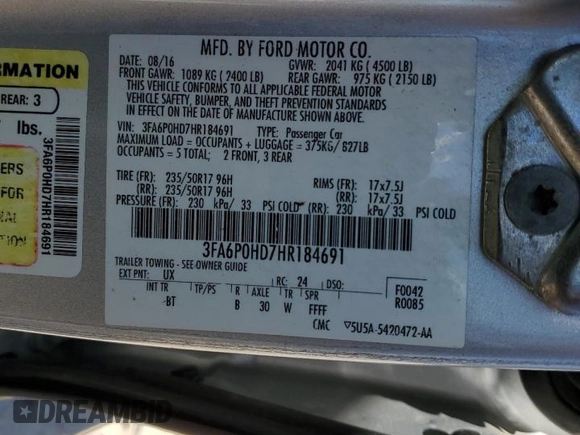 MFD. BY FORD MOTOR CO.
DATE: 08/16 GVWR: 2041 KG ( 4500 LB)
FRONT GAWR: 1089 KG ( 2400 LB) REAR GAWR: 975 KG ( 2150 LB)
THIS VEHICLE CONFORMS TO ALL APPLICABLE FEDERAL MOTOR
VEHICLE SAFETY, BUMPER, AND THEFT PREVENTION STANDARDS
IN EFFECT ON THE DATE OF MANUFACTURE SHOWN ABOVE.
VIN: 3FA6P0HD7HR184691 TYPE: Passenger Car
MAXIMUM LOAD = OCCUPANTS + LUGGAGE = 375KG/ 827LB
OCCUPANTS = 5 TOTAL; 2 FRONT, 3 REAR
TIRE (FR): 235/50R17 96H RIMS (FR): 17x7.5J
(RR): 235/50R17 96H (RR): 17x7.5J
PRESSURE (FR): 230 kPa/ 33 PSI COLD (RR): 230 kPa/ 33 PSI COLD
3FA6P0HD7HR184691
TRAILER TOWING - SEE OWNER GUIDE
EXT PNT: UX RC: 24 DSO: F0042
INT TR TP/PS R AXLE TR SPR R0085
BT B 30 W FFFF
CMC 5U5A-5420472-AA
ORMATION
REAR: 3
lbs.
ERS
FOR
TION
3FA6P0HD7HR184691
DREAMBID